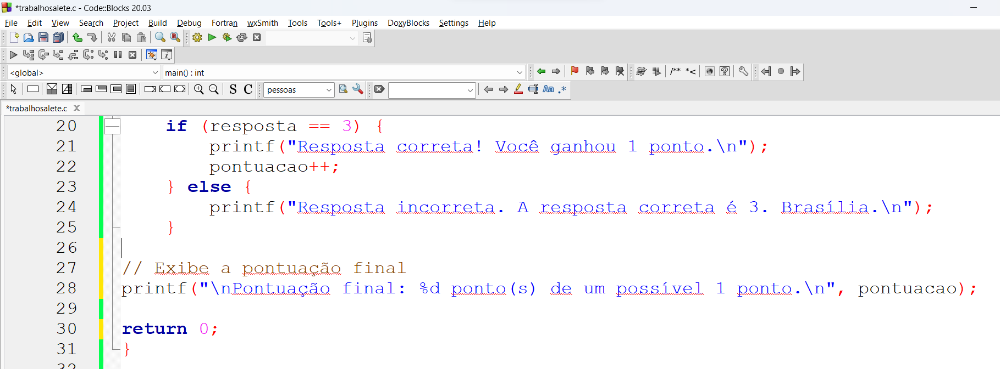 *trabalhosalete.c - Code::Blocks 20.03
File Edit View Search Project Build Debug Fortran wxSmith Tools Tools+ Plugins DoxyBlocks Settings Help
<global> main() : int /** *<
S C pessoas Aa .*
*trabalhosalete.c
20 if (resposta == 3) {
21 printf("Resposta correta! Você ganhou 1 ponto.\n");
22 pontuacao++;
23 } else {
24 printf("Resposta incorreta. A resposta correta é 3. Brasília.\n");
25 }
26
27 // Exibe a pontuação final
28 printf("\nPontuação final: %d ponto(s) de um possível 1 ponto.\n", pontuacao);
29
30 return 0;
31 }
32